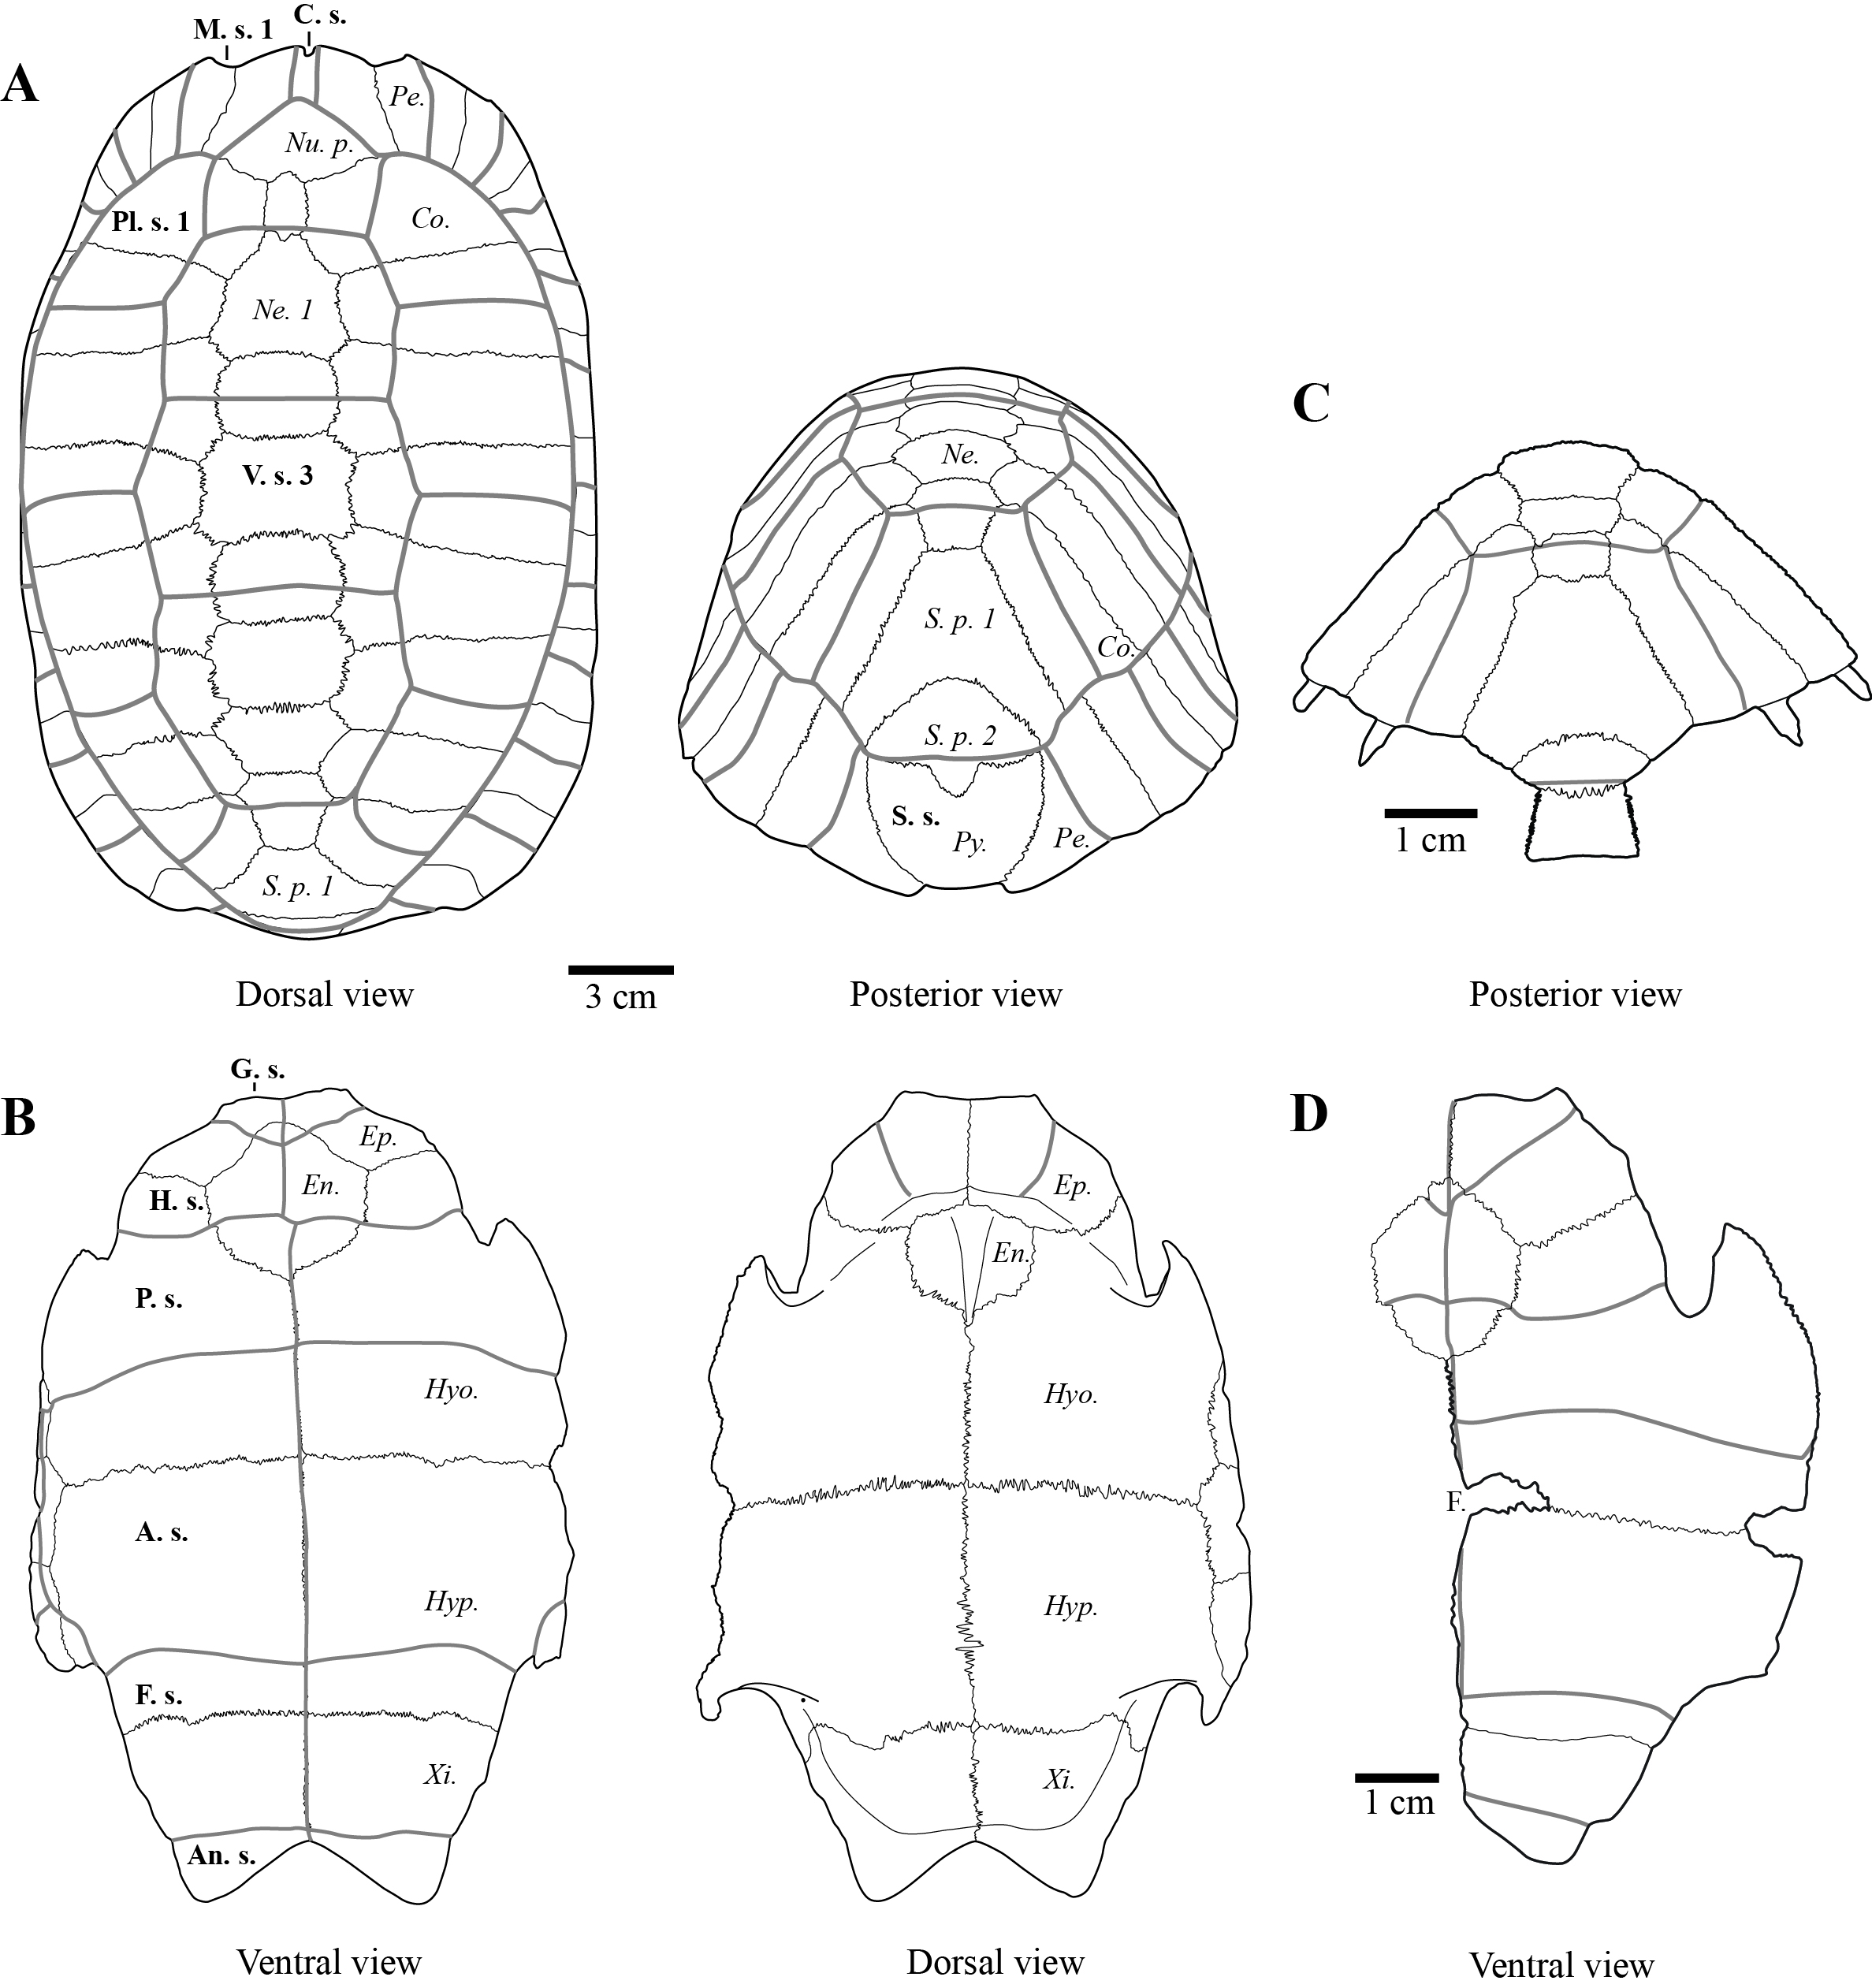 A
M. s. 1
C. s.
Pe.
Nu. p.
Pl. s. 1
Co.
Ne. 1
V. s. 3
S. p. 1
Dorsal view
3 cm
Ne.
S. p. 1
Co.
S. p. 2
S. s.
Py.
Pe.
Posterior view
C
1 cm
Posterior view
B
G. s.
Ep.
En.
H. s.
P. s.
Hyo.
A. s.
Hyp.
F. s.
Xi.
An. s.
Ventral view
Ep.
En.
Hyo.
Hyp.
Xi.
Dorsal view
D
F.
1 cm
Ventral view